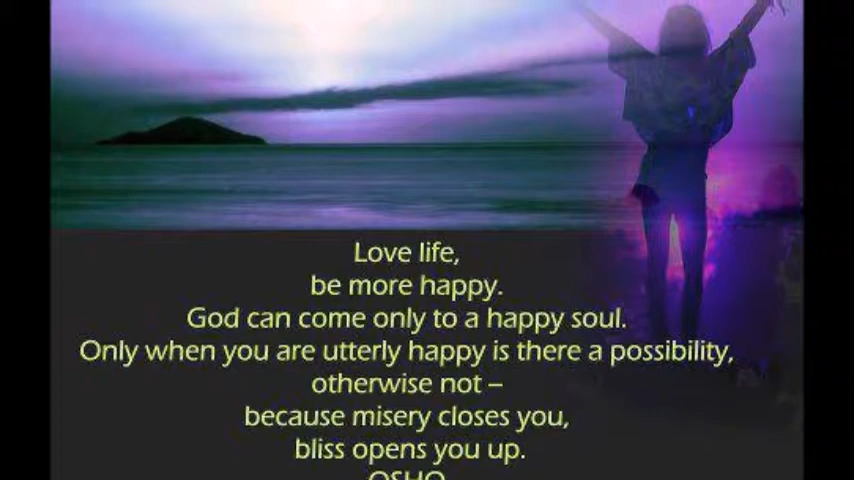 Love life,
be more happy.
God can come only to a happy soul.
Only when you are utterly happy is there a possibility,
otherwise not –
because misery closes you,
bliss opens you up.
OSHO